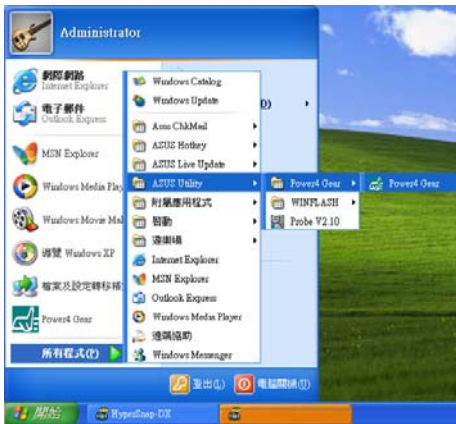 Administrator
網際網路
Internet Explorer
電子郵件
Outlook Express
MSN Explorer
Windows Media Play
Windows Movie Mak
導覽 Windows XP
檔案及設定轉移精
Power4 Gear
所有程式(P)
Windows Catalog
Windows Update
Asus ChkMail
ASUS Hotkey
ASUS Live Update
ASUS Utility
附屬應用程式
啟動
遊樂場
Internet Explorer
MSN Explorer
Outlook Express
Windows Media Player
遠端協助
Windows Messenger
D)
Power4 Gear
WINFLASH
Probe V2.10
Power4 Gear
登出(L)
電腦關機(U)
開始
HyperSnap-DX